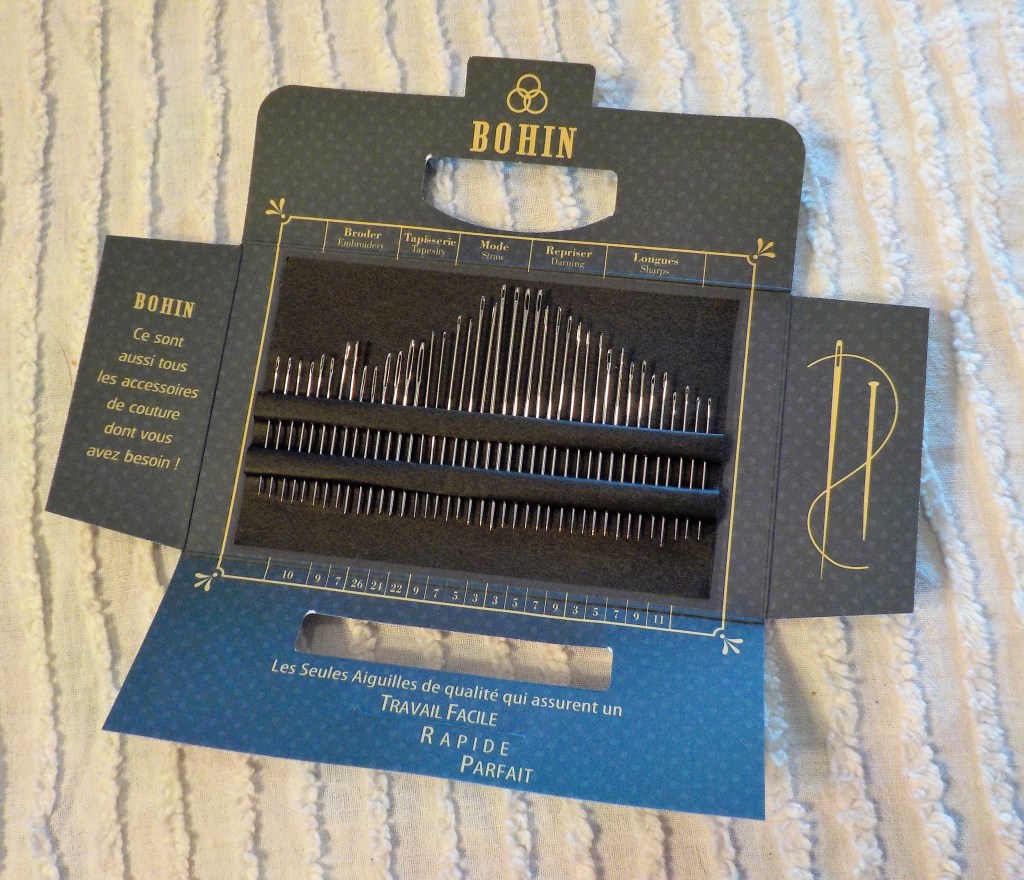 BOHIN
Broder Tapisserie Mode Repriser Longues
Embroidery Tapestry Straw Darning Sharps
BOHIN
Ce sont
aussi tous
les accessoires
de couture
dont vous
avez besoin !
10 9 7 26 24 22 9 7 5 3 3 5 7 9 3 5 7 9 11
Les Seules Aiguilles de qualité qui assurent un
TRAVAIL FACILE
RAPIDE
PARFAIT